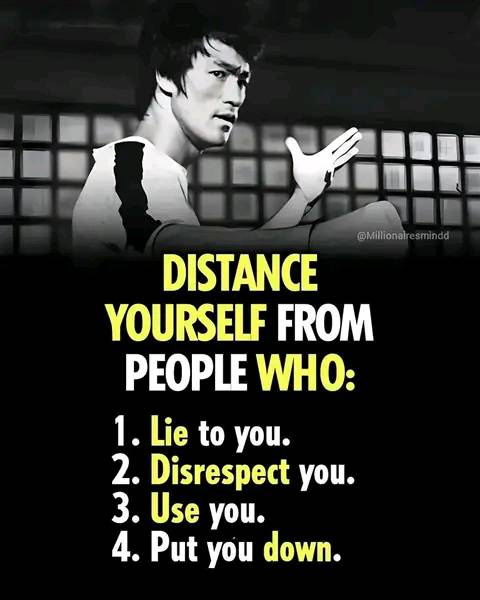 @Millionairesmindd
DISTANCE
YOURSELF FROM
PEOPLE WHO:
1. Lie to you.
2. Disrespect you.
3. Use you.
4. Put you down.